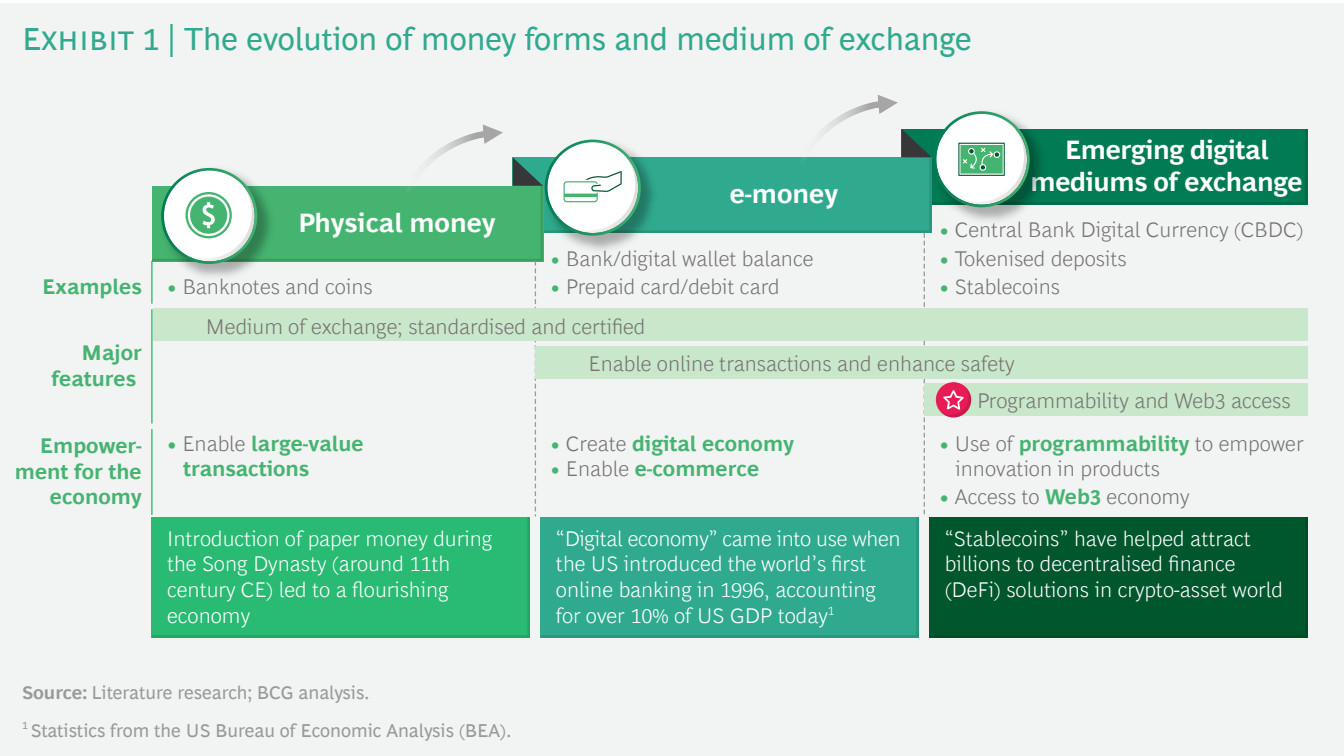 EXHIBIT 1 | The evolution of money forms and medium of exchange
$
Physical money
e-money
Emerging digital
mediums of exchange
Examples
• Banknotes and coins
• Bank/digital wallet balance
• Prepaid card/debit card
• Central Bank Digital Currency (CBDC)
• Tokenised deposits
• Stablecoins
Major
features
Medium of exchange; standardised and certified
Enable online transactions and enhance safety
Programmability and Web3 access
Empower-
ment for the
economy
• Enable large-value
transactions
• Create digital economy
• Enable e-commerce
• Use of programmability to empower
innovation in products
• Access to Web3 economy
Introduction of paper money during
the Song Dynasty (around 11th
century CE) led to a flourishing
economy
“Digital economy” came into use when
the US introduced the world’s first
online banking in 1996, accounting
for over 10% of US GDP today¹
“Stablecoins” have helped attract
billions to decentralised finance
(DeFi) solutions in crypto-asset world
Source: Literature research; BCG analysis.
¹ Statistics from the US Bureau of Economic Analysis (BEA).